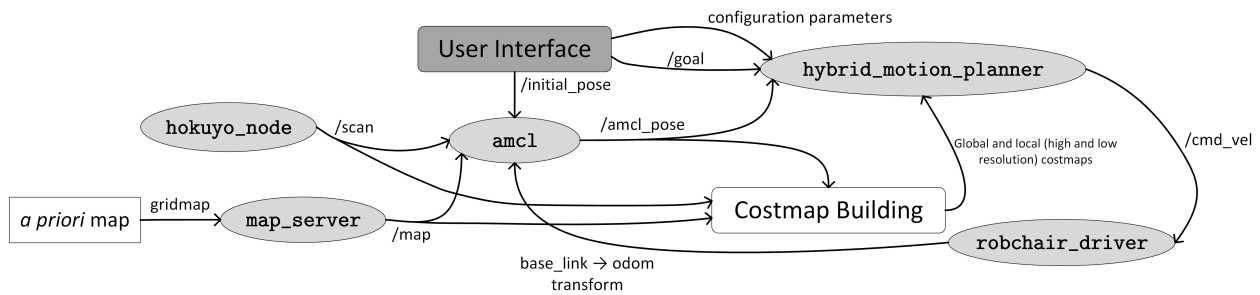 configuration parameters
User Interface
/goal
hybrid_motion_planner
/initial_pose
hokuyo_node
/scan
amcl
/amcl_pose
/cmd_vel
Global and local (high and low
resolution) costmaps
a priori map
gridmap
map_server
/map
Costmap Building
robchair_driver
base_link → odom
transform